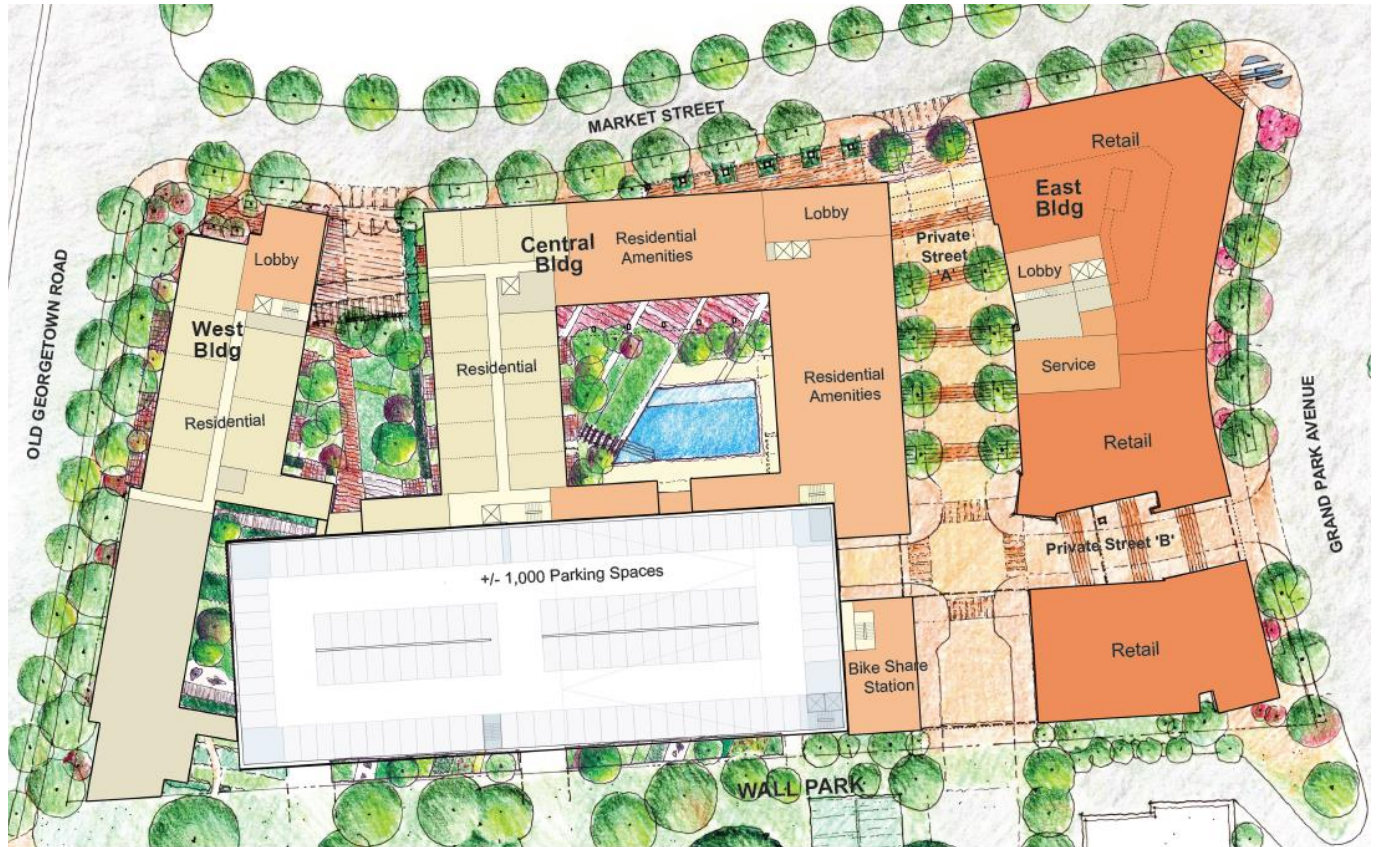 MARKET STREET
OLD GEORGETOWN ROAD
GRAND PARK AVENUE
Lobby
West
Bldg
Residential
Central
Bldg
Residential
Amenities
Lobby
Residential
Residential
Amenities
Private
Street
'A'
Retail
East
Bldg
Lobby
Service
Retail
Private Street 'B'
+/- 1,000 Parking Spaces
Bike Share
Station
Retail
WALL PARK